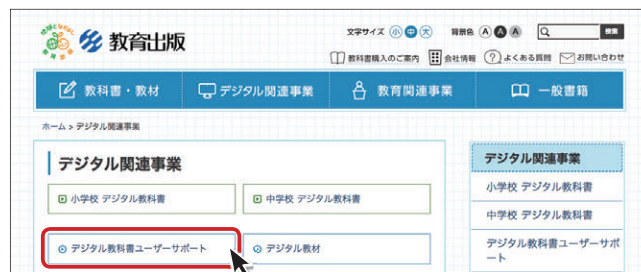 教育出版
文字サイズ 小 中 大 背景色 A A A 検索
教科書購入のご案内 会社情報 ? よくある質問 お問い合わせ
教科書・教材 デジタル関連事業 教育関連事業 一般書籍
ホーム > デジタル関連事業
デジタル関連事業
小学校 デジタル教科書 中学校 デジタル教科書
デジタル教科書ユーザーサポート デジタル教材
デジタル関連事業
小学校 デジタル教科書
中学校 デジタル教科書
デジタル教科書ユーザーサポ
ート